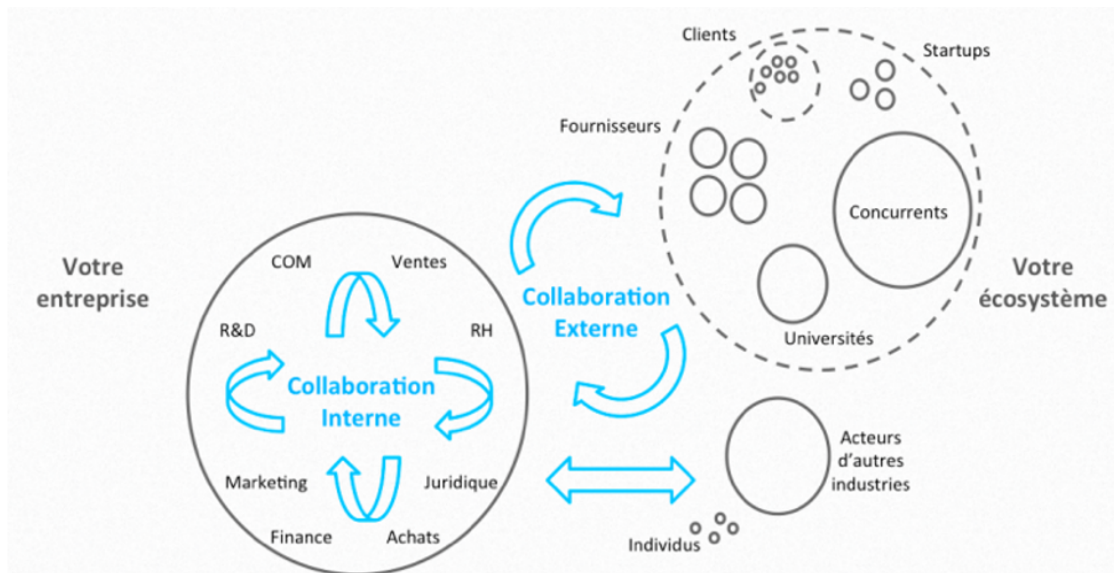 Votre
entreprise
COM
Ventes
R&D
RH
Collaboration
Interne
Marketing
Juridique
Finance
Achats
Collaboration
Externe
Clients
Startups
Fournisseurs
Concurrents
Universités
Votre
écosystème
Acteurs
d'autres
industries
Individus